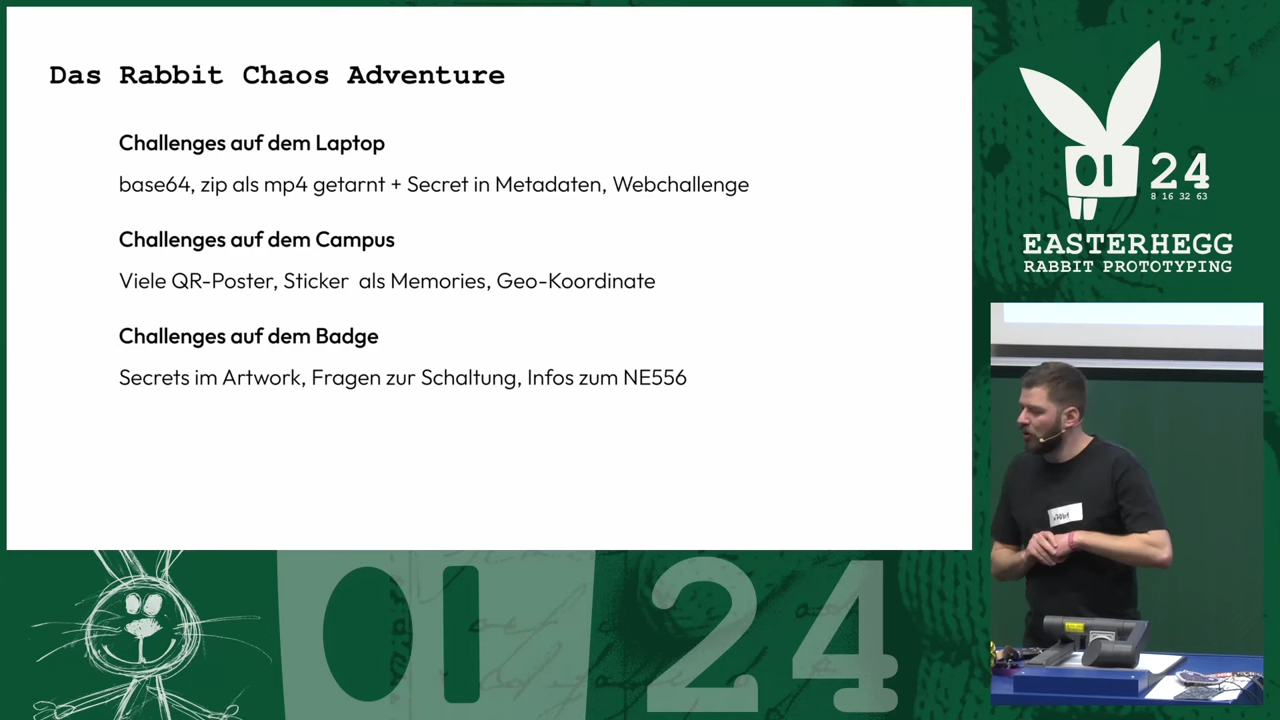 Das Rabbit Chaos Adventure
Challenges auf dem Laptop
base64, zip als mp4 getarnt + Secret in Metadaten, Webchallenge
Challenges auf dem Campus
Viele QR-Poster, Sticker als Memories, Geo-Koordinate
Challenges auf dem Badge
Secrets im Artwork, Fragen zur Schaltung, Infos zum NE556
24
8 16 32 63
EASTERHEGG
RABBIT PROTOTYPING
24